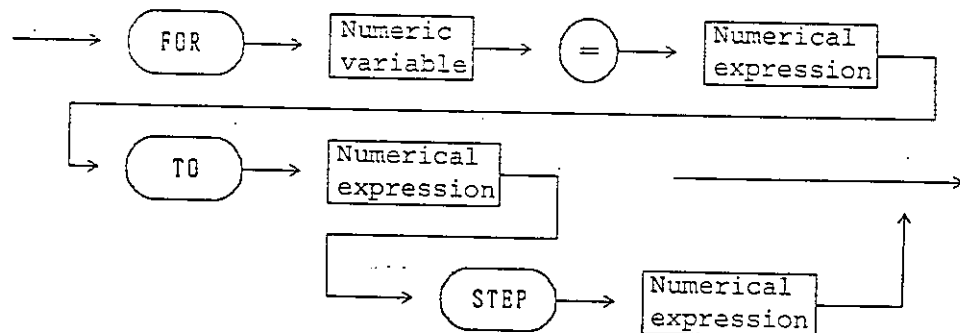 FOR
Numeric
variable
=
Numerical
expression
TO
Numerical
expression
STEP
Numerical
expression